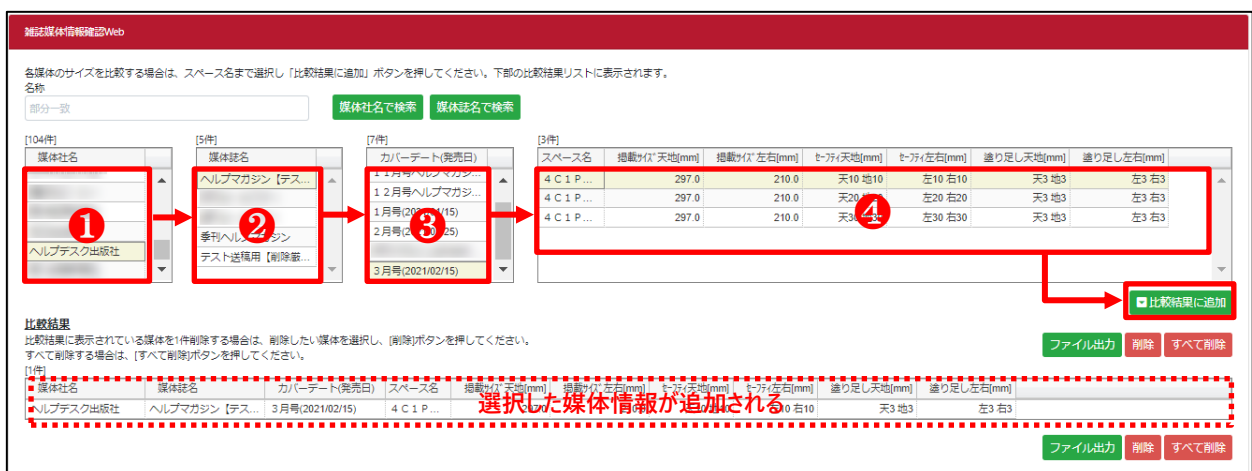 雑誌媒体情報確認Web
各媒体のサイズを比較する場合は、スペース名まで選択し「比較結果に追加」ボタンを押してください。下部の比較結果リストに表示されます。
名称
部分一致
媒体社名で検索 媒体誌名で検索
[104件] [5件] [7件] [3件]
媒体社名
ヘルプデスク出版社
❶
媒体誌名
ヘルプマガジン【テス...
季刊ヘルプマガジン
テスト送稿用【削除厳...
❷
カバーデート(発売日)
11月号ヘルプマガジ...
12月号ヘルプマガジ...
1月号(2021/01/15)
2月号(
3月号(2021/02/15)
❸
スペース名 掲載ｻｲｽﾞ天地[mm] 掲載ｻｲｽﾞ左右[mm] ｾｰﾌﾃｨ天地[mm] ｾｰﾌﾃｨ左右[mm] 塗り足し天地[mm] 塗り足し左右[mm]
４Ｃ１Ｐ... 297.0 210.0 天10 地10 左10 右10 天3 地3 左3 右3
４Ｃ１Ｐ... 297.0 210.0 天20 左20 右20 天3 地3 左3 右3
４Ｃ１Ｐ... 297.0 210.0 天30 左30 右30 天3 地3 左3 右3
❹
比較結果に追加
比較結果
比較結果に表示されている媒体を1件削除する場合は、削除したい媒体を選択し、[削除]ボタンを押してください。
すべて削除する場合は、[すべて削除]ボタンを押してください。
ファイル出力 削除 すべて削除
[1件]
媒体社名 媒体誌名 カバーデート(発売日) スペース名 掲載ｻｲｽﾞ天地[mm] 掲載ｻｲｽﾞ左右[mm] ｾｰﾌﾃｨ天地[mm] ｾｰﾌﾃｨ左右[mm] 塗り足し天地[mm] 塗り足し左右[mm]
ヘルプデスク出版社 ヘルプマガジン【テス... 3月号(2021/02/15) ４Ｃ１Ｐ... 右10 天3 地3 左3 右3
選択した媒体情報が追加される
ファイル出力 削除 すべて削除